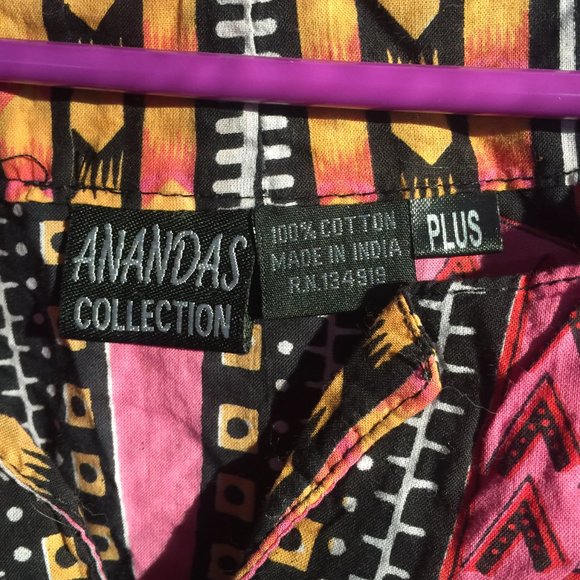 ANANDAS
COLLECTION
100% COTTON
MADE IN INDIA
R.N.134919
PLUS